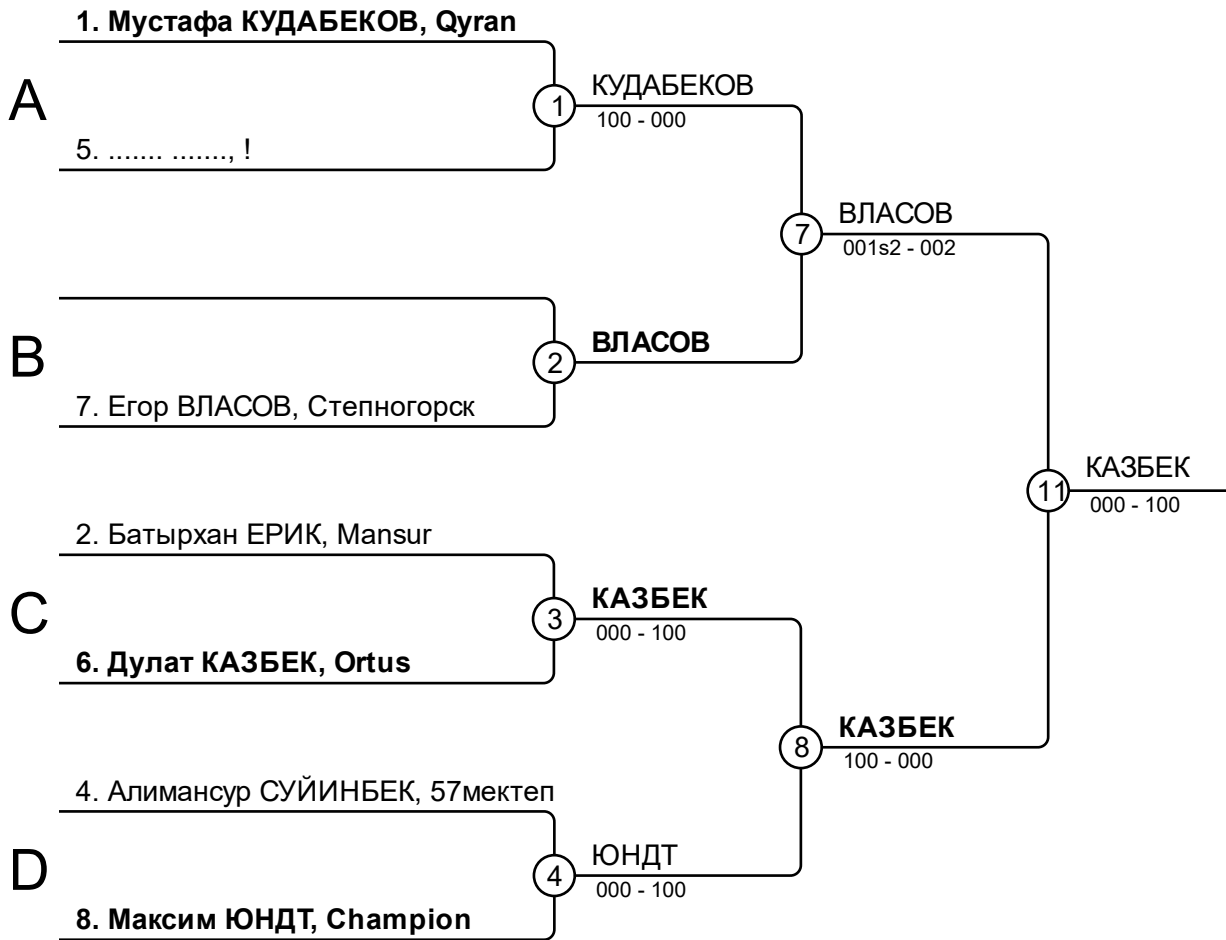 1. Мустафа КУДАБЕКОВ, Qyran
A
1
КУДАБЕКОВ
100 - 000
5. ....... ......., !
7
ВЛАСОВ
001s2 - 002
B
2
ВЛАСОВ
7. Егор ВЛАСОВ, Степногорск
11
КАЗБЕК
000 - 100
2. Батырхан ЕРИК, Mansur
C
3
КАЗБЕК
000 - 100
6. Дулат КАЗБЕК, Ortus
8
КАЗБЕК
100 - 000
4. Алимансур СУЙИНБЕК, 57мектеп
D
4
ЮНДТ
000 - 100
8. Максим ЮНДТ, Champion